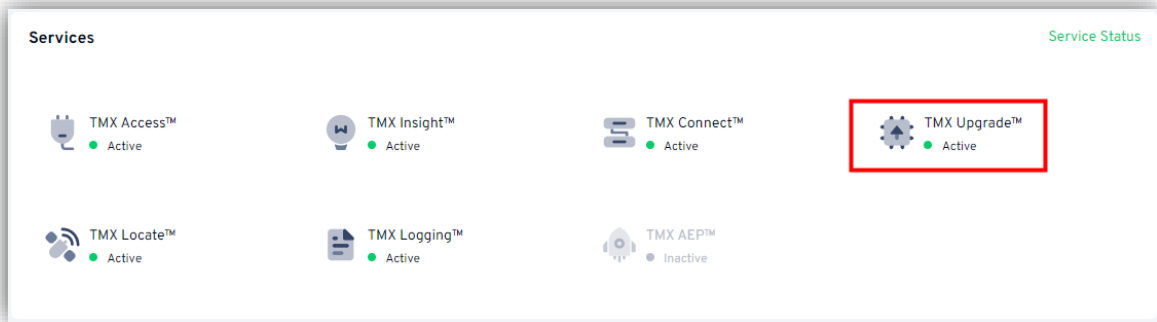 Services
Service Status
TMX Access™
Active
TMX Insight™
Active
TMX Connect™
Active
TMX Upgrade™
Active
TMX Locate™
Active
TMX Logging™
Active
TMX AEP™
Inactive